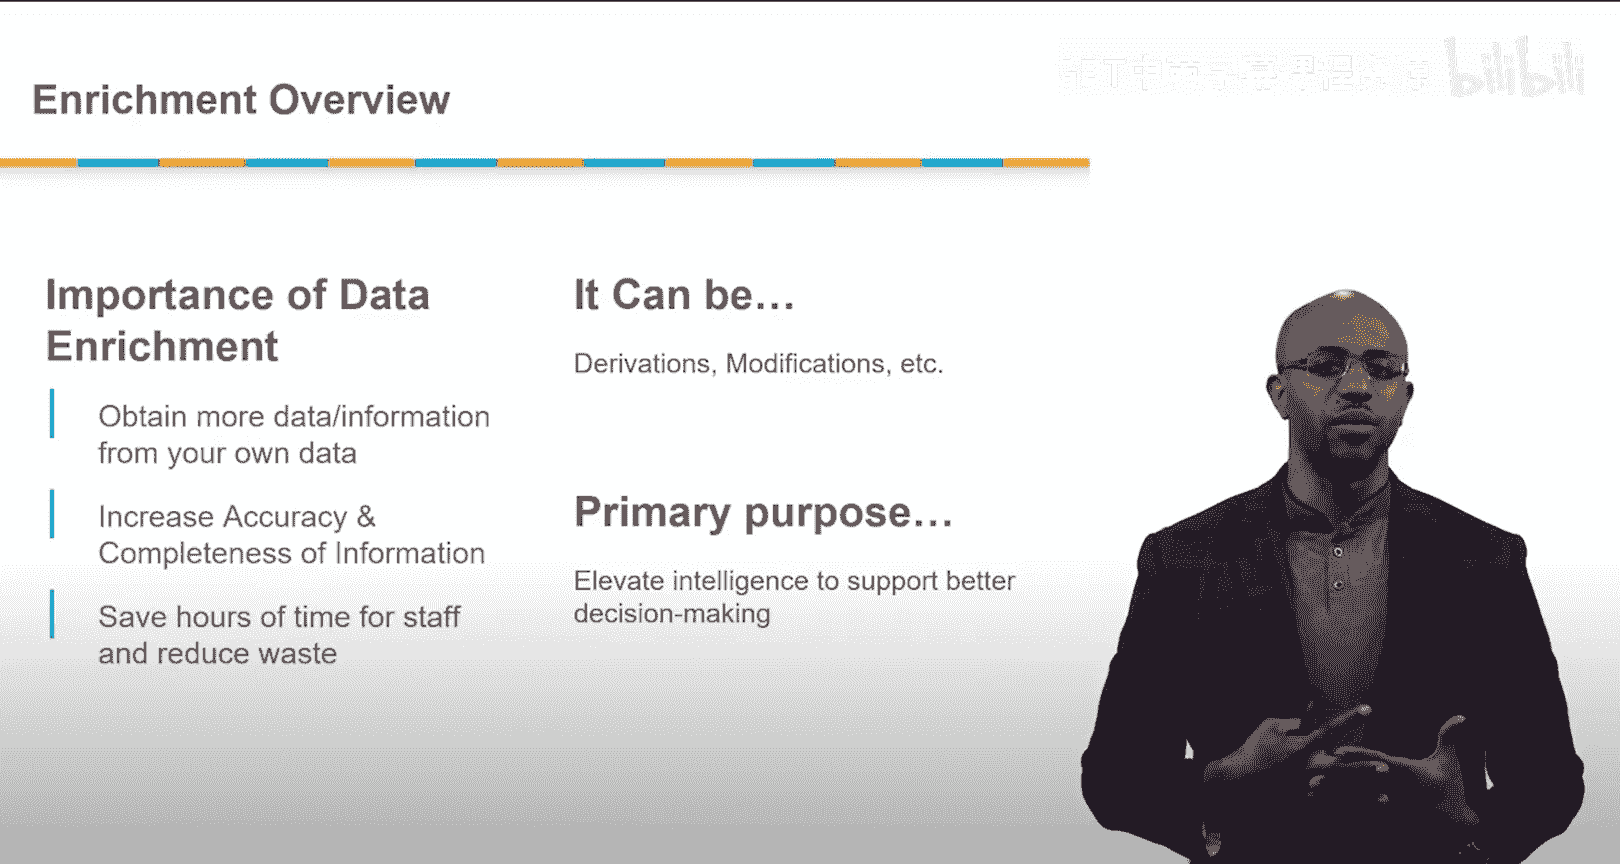 Enrichment Overview
bilibili
Importance of Data
Enrichment
Obtain more data/information
from your own data
Increase Accuracy &
Completeness of Information
Save hours of time for staff
and reduce waste
It Can be…
Derivations, Modifications, etc.
Primary purpose…
Elevate intelligence to support better
decision-making